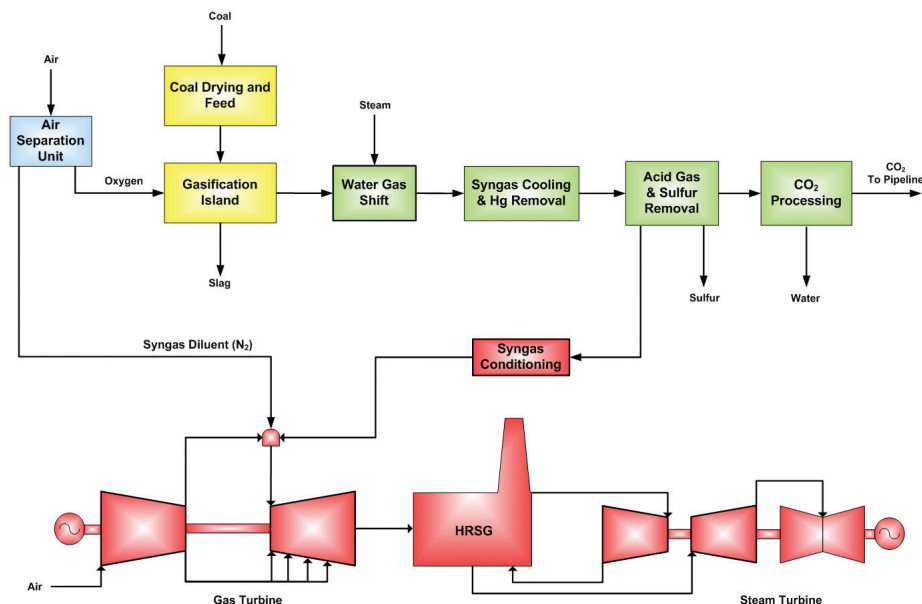 Coal
Air
Coal Drying and
Feed
Steam
Air
Separation
Unit
Oxygen
Gasification
Island
Water Gas
Shift
Syngas Cooling
& Hg Removal
Acid Gas
& Sulfur
Removal
CO₂
Processing
CO₂
To Pipeline
Slag
Sulfur
Water
Syngas Diluent (N₂)
Syngas
Conditioning
HRSG
Air
Gas Turbine
Steam Turbine